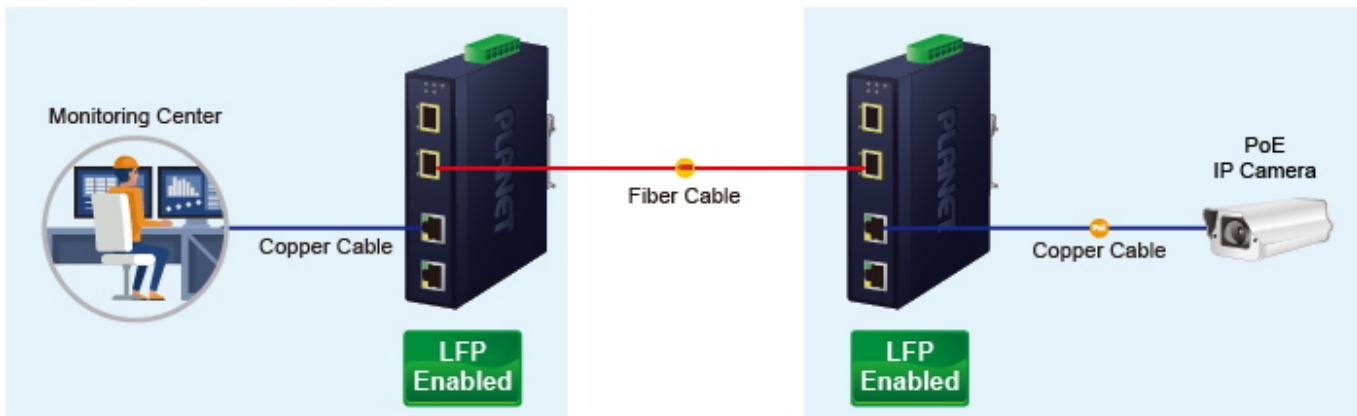 Monitoring Center
Copper Cable
PLANET
LFP
Enabled
Fiber Cable
PLANET
LFP
Enabled
PoE
IP Camera
Copper Cable